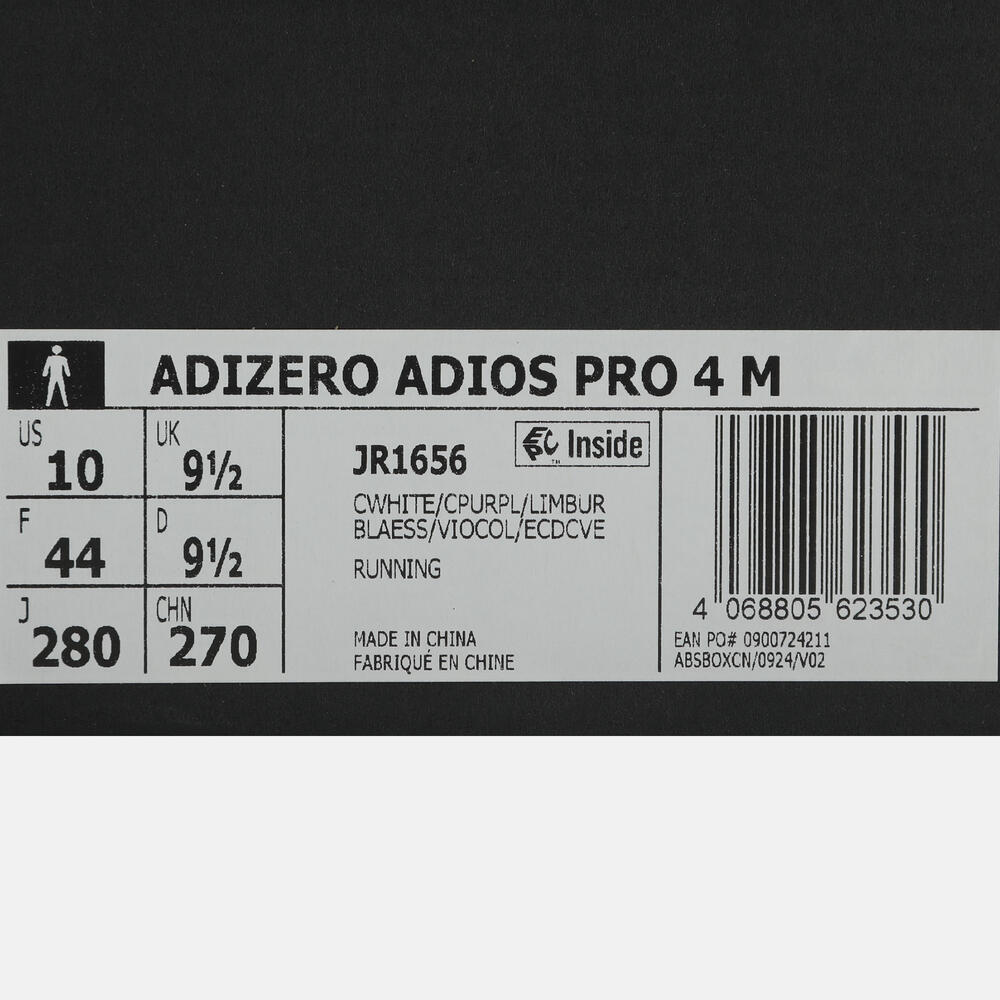 ADIZERO ADIOS PRO 4 M
US 10
UK 9½
F 44
D 9½
J 280
CHN 270
JR1656
EPC Inside
TM
CWHITE/CPURPL/LIMBUR
BLAESS/VIOCOL/ECDCVE
RUNNING
MADE IN CHINA
FABRIQUÉ EN CHINE
4 068805 623530
EAN PO# 0900724211
ABSBOXCN/0924/V02